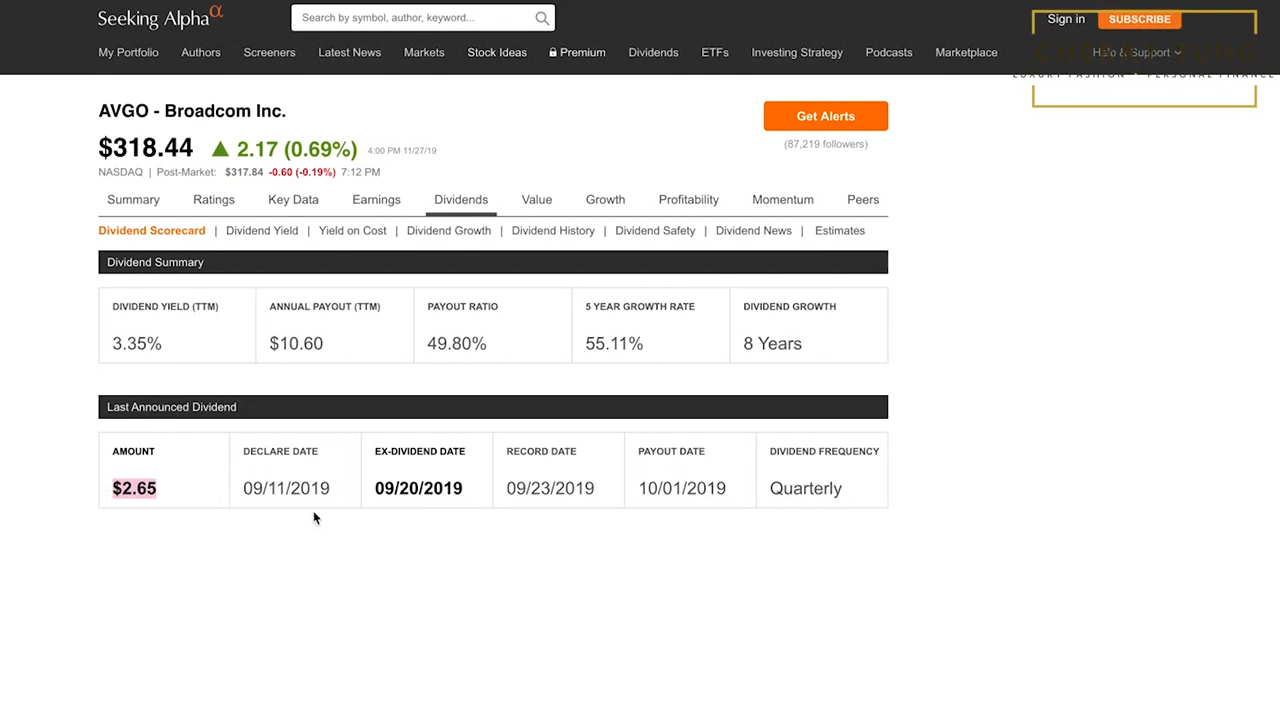 Seeking Alpha α
Search by symbol, author, keyword...
Sign in
SUBSCRIBE
My Portfolio Authors Screeners Latest News Markets Stock Ideas Premium Dividends ETFs Investing Strategy Podcasts Marketplace Help & Support
LUXURY FASHION • PERSONAL FINANCE
AVGO - Broadcom Inc.
Get Alerts
(87,219 followers)
$318.44 ▲ 2.17 (0.69%) 4:00 PM 11/27/19
NASDAQ | Post-Market: $317.84 -0.60 (-0.19%) 7:12 PM
Summary Ratings Key Data Earnings Dividends Value Growth Profitability Momentum Peers
Dividend Scorecard | Dividend Yield | Yield on Cost | Dividend Growth | Dividend History | Dividend Safety | Dividend News | Estimates
Dividend Summary
DIVIDEND YIELD (TTM) ANNUAL PAYOUT (TTM) PAYOUT RATIO 5 YEAR GROWTH RATE DIVIDEND GROWTH
3.35% $10.60 49.80% 55.11% 8 Years
Last Announced Dividend
AMOUNT DECLARE DATE EX-DIVIDEND DATE RECORD DATE PAYOUT DATE DIVIDEND FREQUENCY
$2.65 09/11/2019 09/20/2019 09/23/2019 10/01/2019 Quarterly